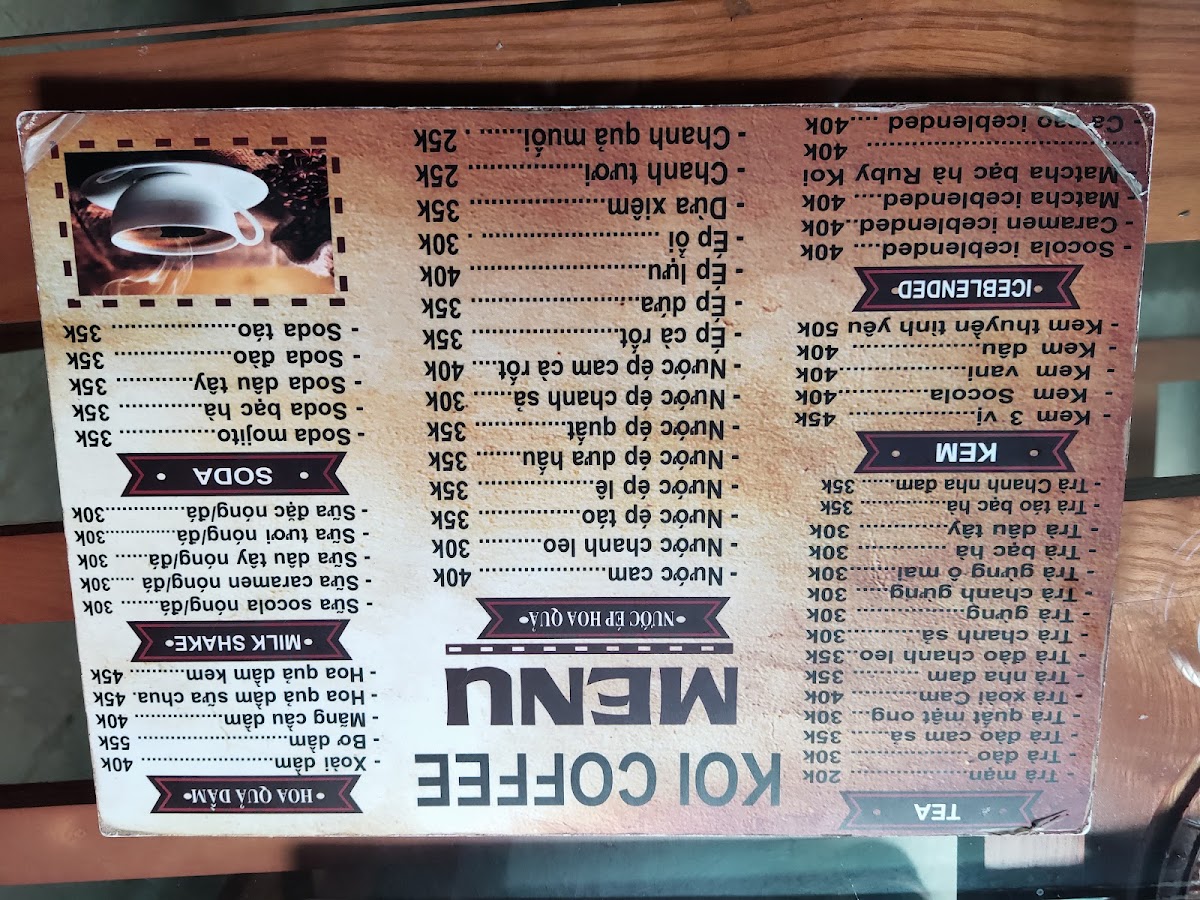 KOI COFFEE
MENU
TEA
- Trà mạn.................. 20k
- Trà đào .................. 30k
- Trà đào cam sả...... 35k
- Trà quất mật ong... 30k
- Trà xoài Cam ......... 40k
- Trà nha đam .......... 35k
- Trà đào chanh leo..35k
- Trà chanh sả..........30k
- Trà gừng................ 30k
- Trà chanh gừng.... 30k
- Trà gừng ô mai......30k
- Trà bạc hà ............ 30k
- Trà dâu tây........... 30k
- Trà táo bạc hà ...... 35k
- Trà Chanh nha đam...... 35k
KEM
- Kem 3 vị ................. 45k
- Kem Socola ............40k
- Kem vani ................40k
- Kem dâu................ 40k
- Kem thuyền tình yêu 50k
ICEBLENDED
- Socola iceblended .... 40k
- Caramen iceblended..40k
- Matcha iceblended.... 40k
- Matcha bạc hà Ruby Koi
.................................. 40k
- Cacao iceblended ....40k
NƯỚC ÉP HOA QUẢ
- Nước cam ................ 40k
- Nước chanh leo......... 30k
- Nước ép táo............. 35k
- Nước ép lê............... 35k
- Nước ép dưa hấu....... 35k
- Nước ép quất............ 35k
- Nước ép chanh sả...... 30k
- Nước ép cam cà rốt.... 40k
- Ép cà rốt.................. 35k
- Ép dứa..................... 35k
- Ép lựu ..................... 40k
- Ép ổi ..................... . 30k
- Dừa xiêm................. 35k
- Chanh tươi............... 25k
- Chanh quả muối...... . 25k
HOA QUẢ DẦM
- Xoài dầm.................... 40k
- Bơ dầm...................... 55k
- Mãng cầu dầm............ 40k
- Hoa quả dầm sữa chua. 45k
- Hoa quả dầm kem........ 45k
MILK SHAKE
- Sữa socola nóng/đá....... 30k
- Sữa caramen nóng/đá .....30k
- Sữa dâu tây nóng/đá...... 30k
- Sữa tươi nóng/đá..........30k
- Sữa đặc nóng/đá...........30k
SODA
- Soda mojito............... 35k
- Soda bạc hà............... 35k
- Soda dâu tây.............. 35k
- Soda đào ................... 35k
- Soda táo.................... 35k